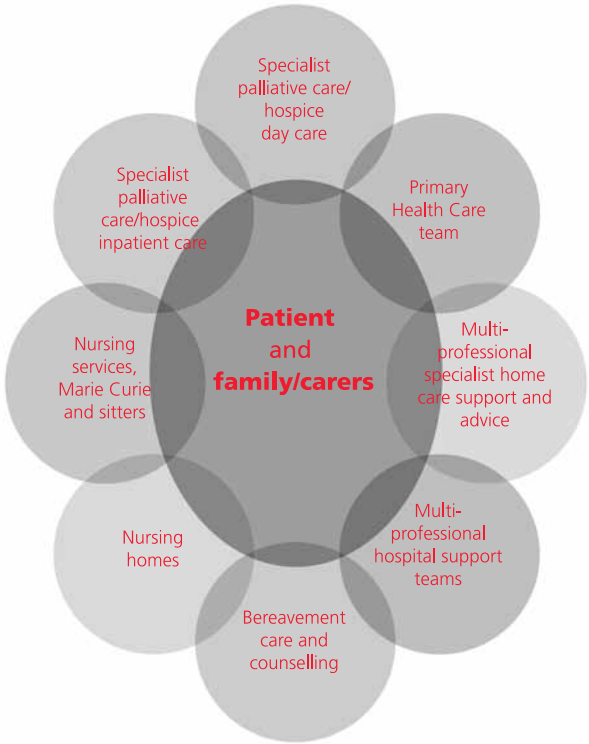 Specialist
palliative care/
hospice
day care
Primary
Health Care
team
Multi-
professional
specialist home
care support and
advice
Multi-
professional
hospital support
teams
Bereavement
care and
counselling
Nursing
homes
Nursing
services,
Marie Curie
and sitters
Specialist
palliative
care/hospice
inpatient care
Patient
and
family/carers